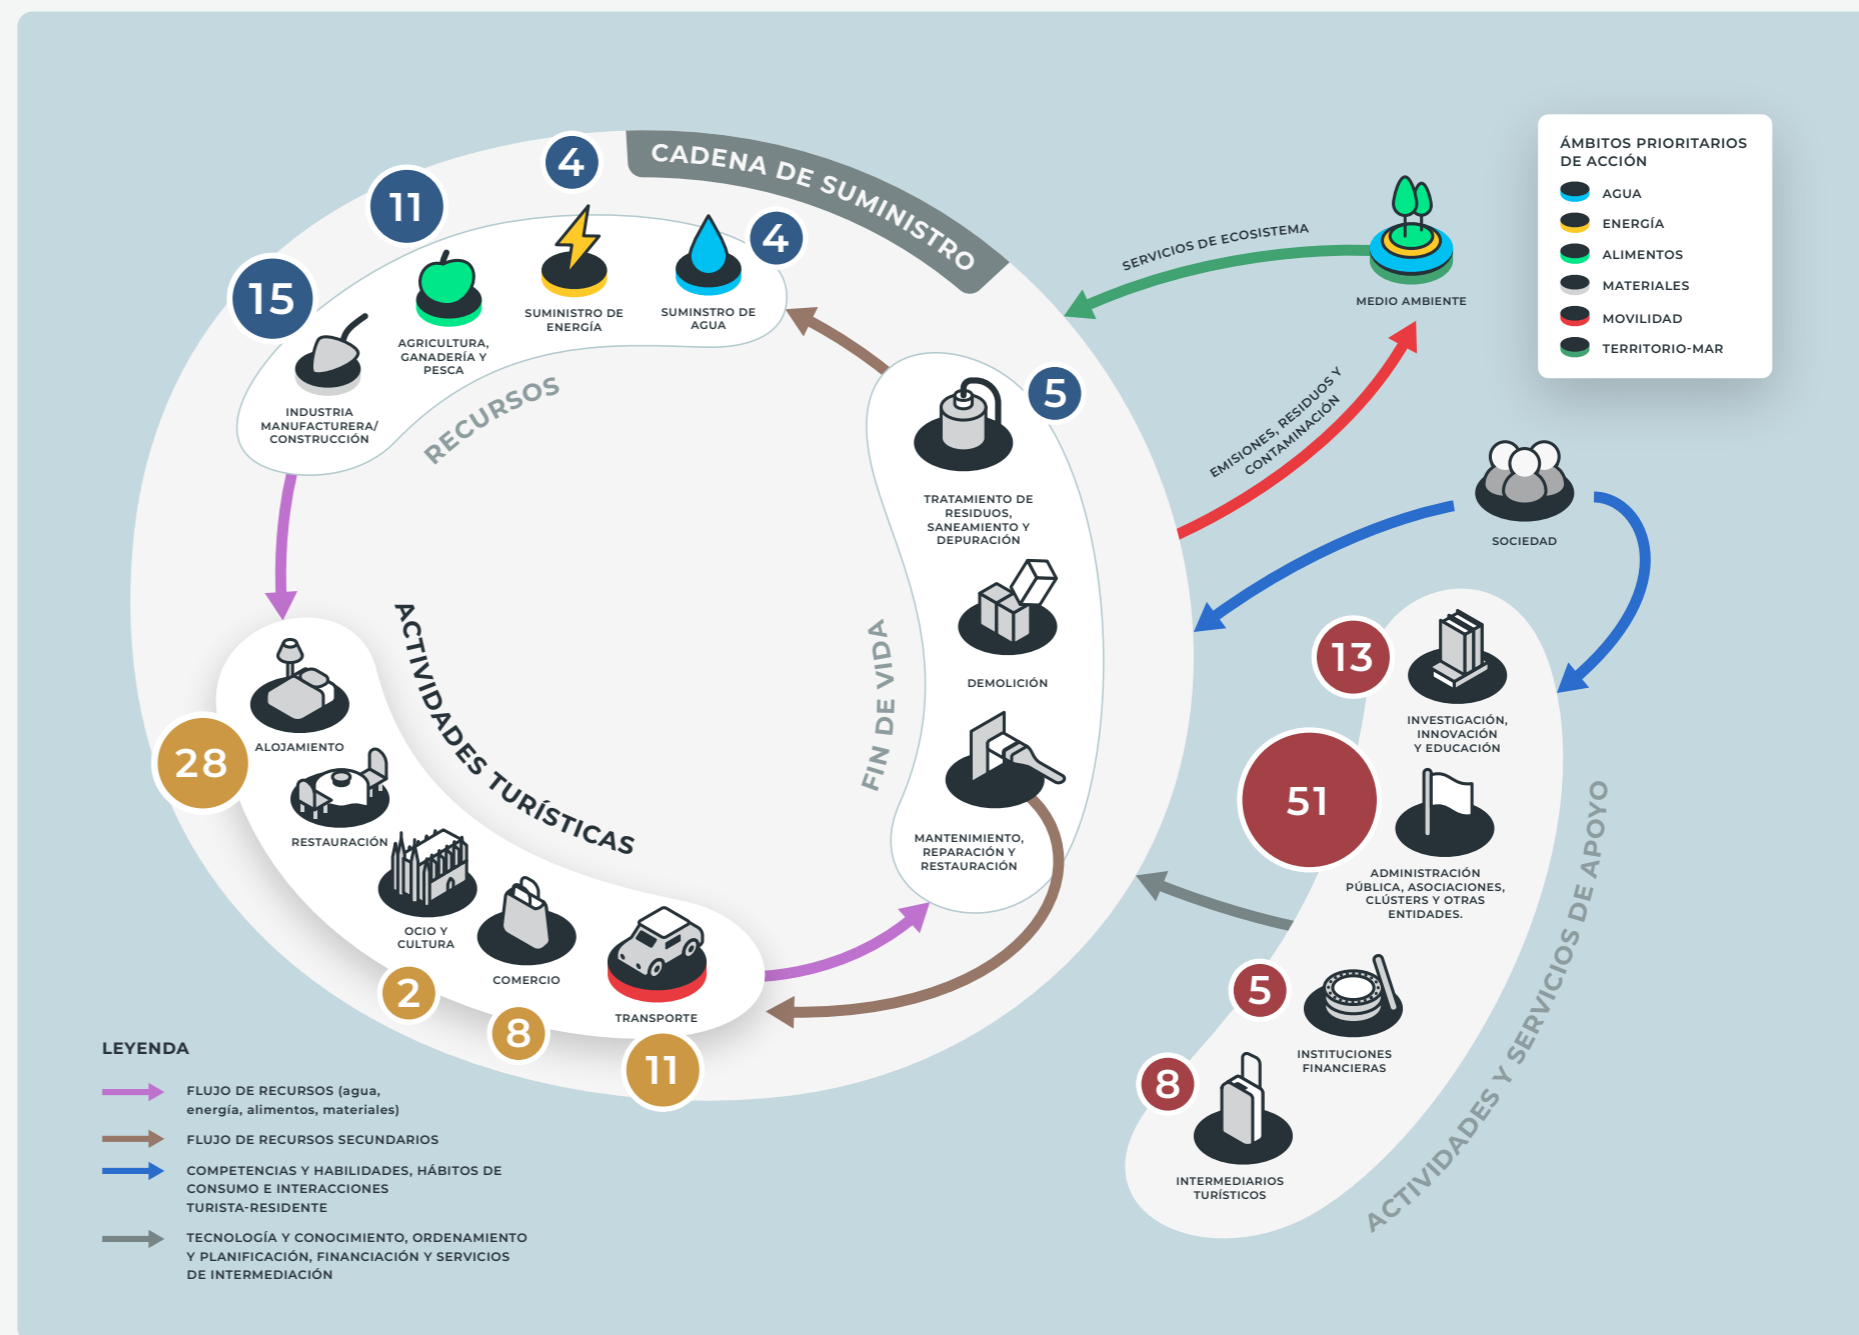 CADENA DE SUMINISTRO
4
11
4
15
SUMINISTRO DE
ENERGÍA
SUMINSTRO DE
AGUA
AGRICULTURA,
GANADERÍA Y
PESCA
INDUSTRIA
MANUFACTURERA/
CONSTRUCCIÓN
RECURSOS
5
TRATAMIENTO DE
RESIDUOS,
SANEAMIENTO Y
DEPURACIÓN
DEMOLICIÓN
MANTENIMIENTO,
REPARACIÓN Y
RESTAURACIÓN
FIN DE VIDA
ACTIVIDADES TURÍSTICAS
28
ALOJAMIENTO
RESTAURACIÓN
OCIO Y
CULTURA
2
COMERCIO
8
TRANSPORTE
11
SERVICIOS DE ECOSISTEMA
MEDIO AMBIENTE
EMISIONES, RESIDUOS Y
CONTAMINACIÓN
SOCIEDAD
ÁMBITOS PRIORITARIOS
DE ACCIÓN
AGUA
ENERGÍA
ALIMENTOS
MATERIALES
MOVILIDAD
TERRITORIO-MAR
13
INVESTIGACIÓN,
INNOVACIÓN
Y EDUCACIÓN
51
ADMINISTRACIÓN
PÚBLICA, ASOCIACIONES,
CLÚSTERS Y OTRAS
ENTIDADES.
5
INSTITUCIONES
FINANCIERAS
8
INTERMEDIARIOS
TURÍSTICOS
ACTIVIDADES Y SERVICIOS DE APOYO
LEYENDA
FLUJO DE RECURSOS (agua,
energía, alimentos, materiales)
FLUJO DE RECURSOS SECUNDARIOS
COMPETENCIAS Y HABILIDADES, HÁBITOS DE
CONSUMO E INTERACCIONES
TURISTA-RESIDENTE
TECNOLOGÍA Y CONOCIMIENTO, ORDENAMIENTO
Y PLANIFICACIÓN, FINANCIACIÓN Y SERVICIOS
DE INTERMEDIACIÓN